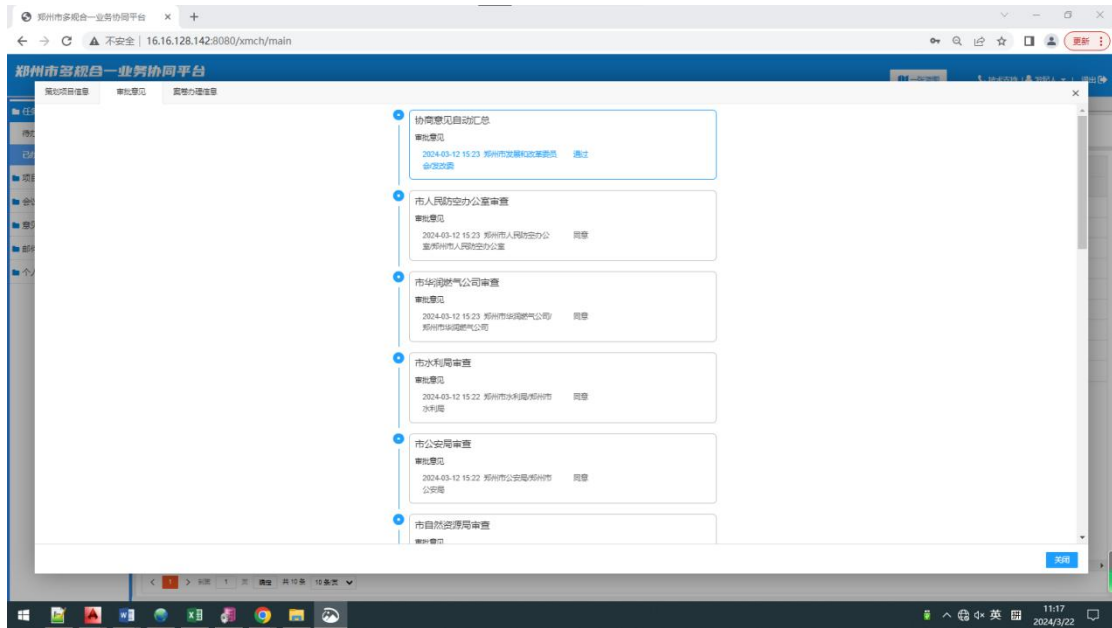 郑州市多规合一业务协同平台
不安全 16.16.128.142:8080/xmch/main
更新
郑州市多规合一业务协同平台
策划项目信息 审批意见 票卷办理信息
协商意见自动汇总
审批意见
2024-03-12 15:23 郑州市发展和改革委员 通过
会/发改委
市人民防空办公室审查
审批意见
2024-03-12 15:23 郑州市人民防空办公 同意
室/郑州市人民防空办公室
市华润燃气公司审查
审批意见
2024-03-12 15:23 郑州市华润燃气公司/ 同意
郑州市华润燃气公司
市水利局审查
审批意见
2024-03-12 15:22 郑州市水利局/郑州市 同意
水利局
市公安局审查
审批意见
2024-03-12 15:22 郑州市公安局/郑州市 同意
公安局
市自然资源局审查
审批意见
关闭
1 到第 1 页 确定 共10条 10条/页
英
11:17
2024/3/22